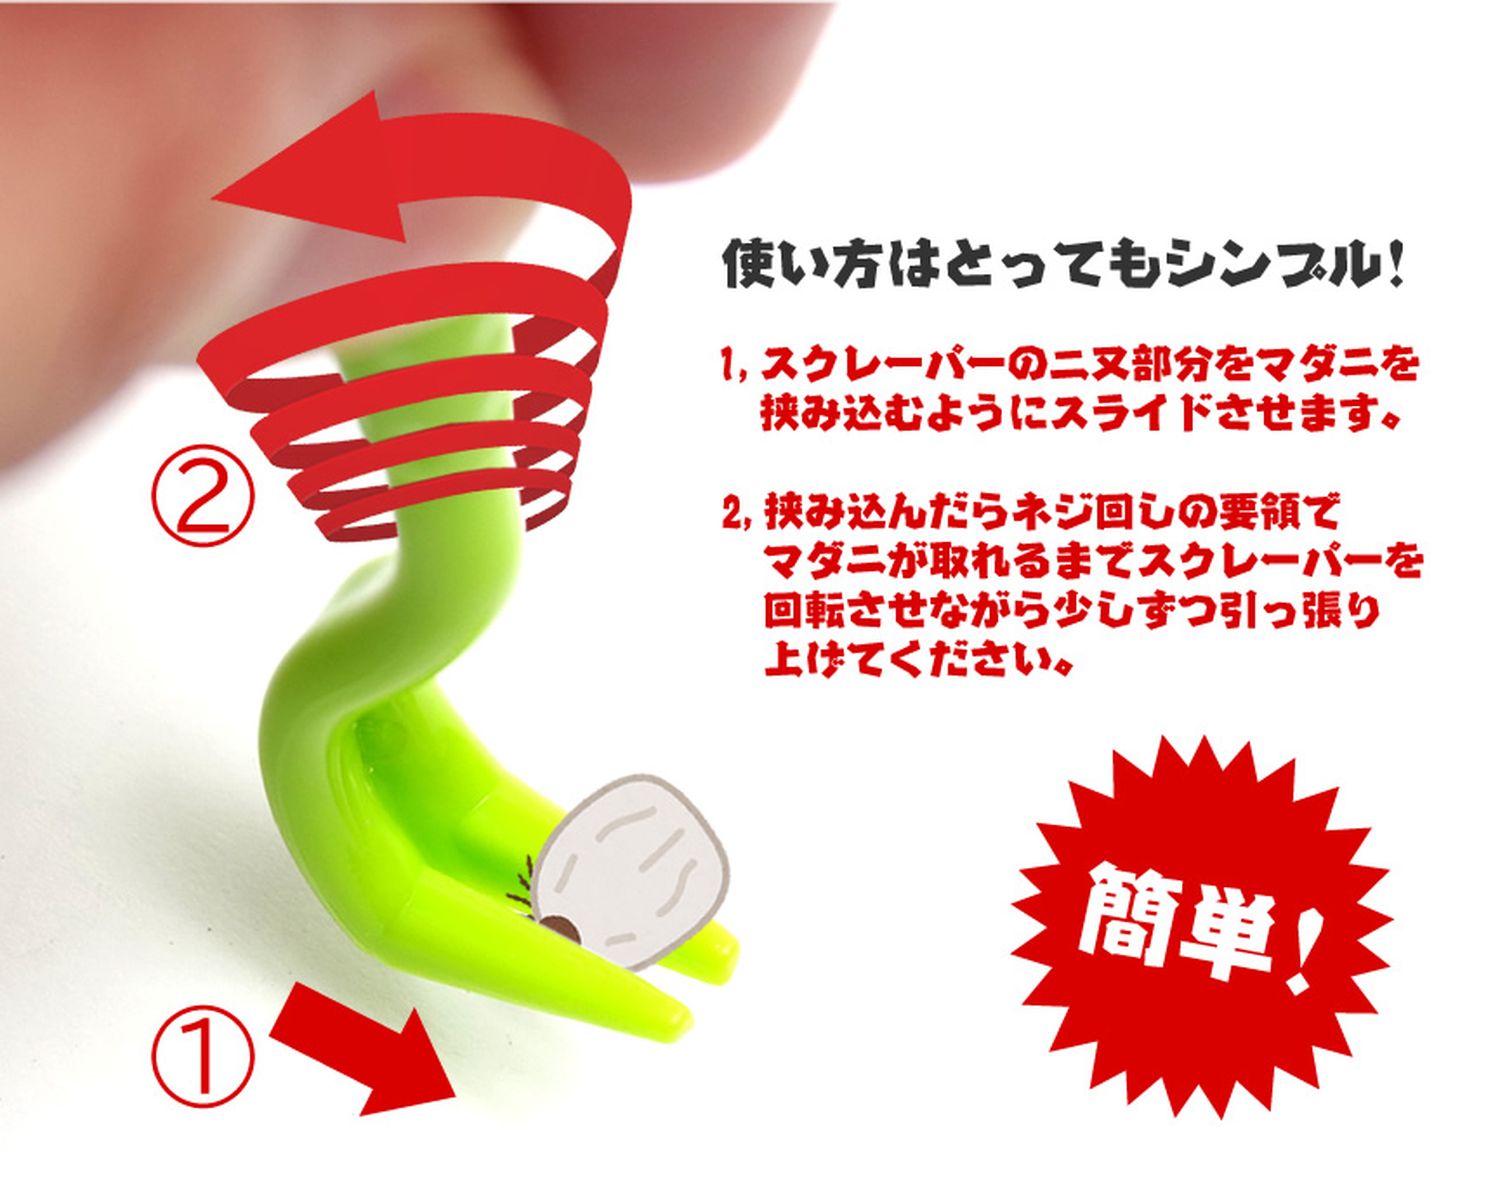 使い方はとってもシンプル!
1, スクレーパーの二又部分をマダニを
挟み込むようにスライドさせます。
2, 挟み込んだらネジ回しの要領で
マダニが取れるまでスクレーパーを
回転させながら少しずつ引っ張り
上げてください。
②
①
簡単!